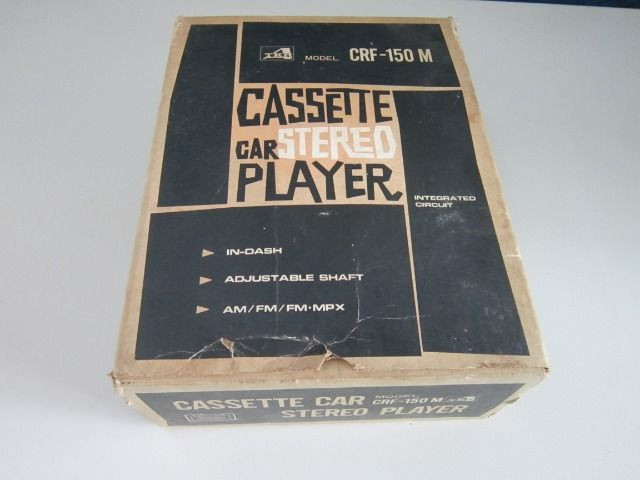 MODEL CRF-150 M
CASSETTE
CAR STEREO
PLAYER
INTEGRATED
CIRCUIT
IN-DASH
ADJUSTABLE SHAFT
AM/FM/FM·MPX
CASSETTE CAR
MODEL
CRF-150 M
STEREO PLAYER